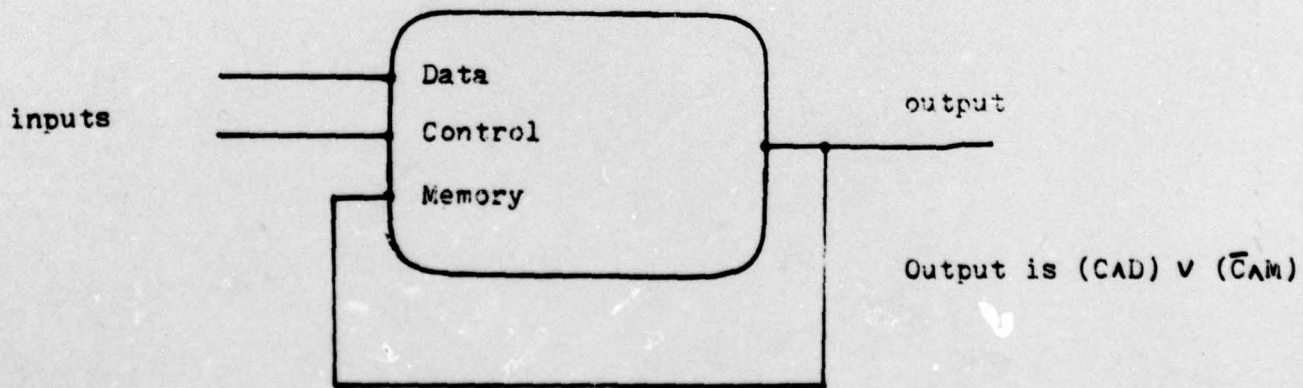 Data
inputs
Control
output
Memory
Output is (C∧D) ∨ (C̅∧M)